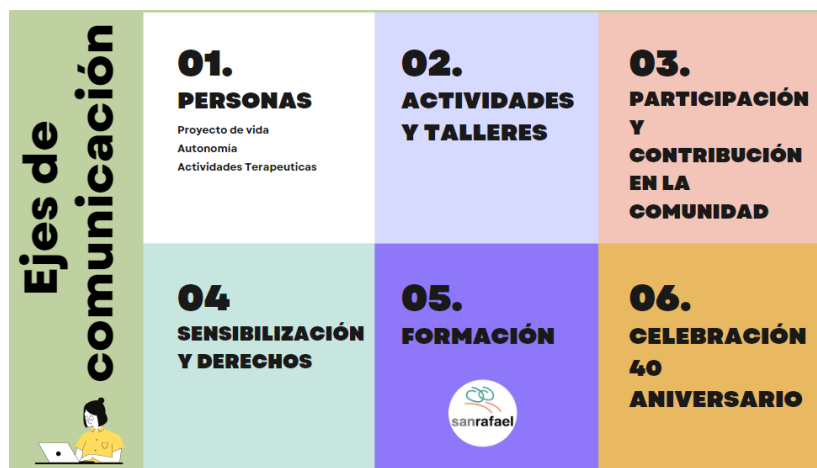 Ejes de
comunicación
01.
PERSONAS
Proyecto de vida
Autonomía
Actividades Terapeuticas
02.
ACTIVIDADES
Y TALLERES
03.
PARTICIPACIÓN
Y
CONTRIBUCIÓN
EN LA
COMUNIDAD
04
SENSIBILIZACIÓN
Y DERECHOS
05.
FORMACIÓN
sanrafael
06.
CELEBRACIÓN
40
ANIVERSARIO